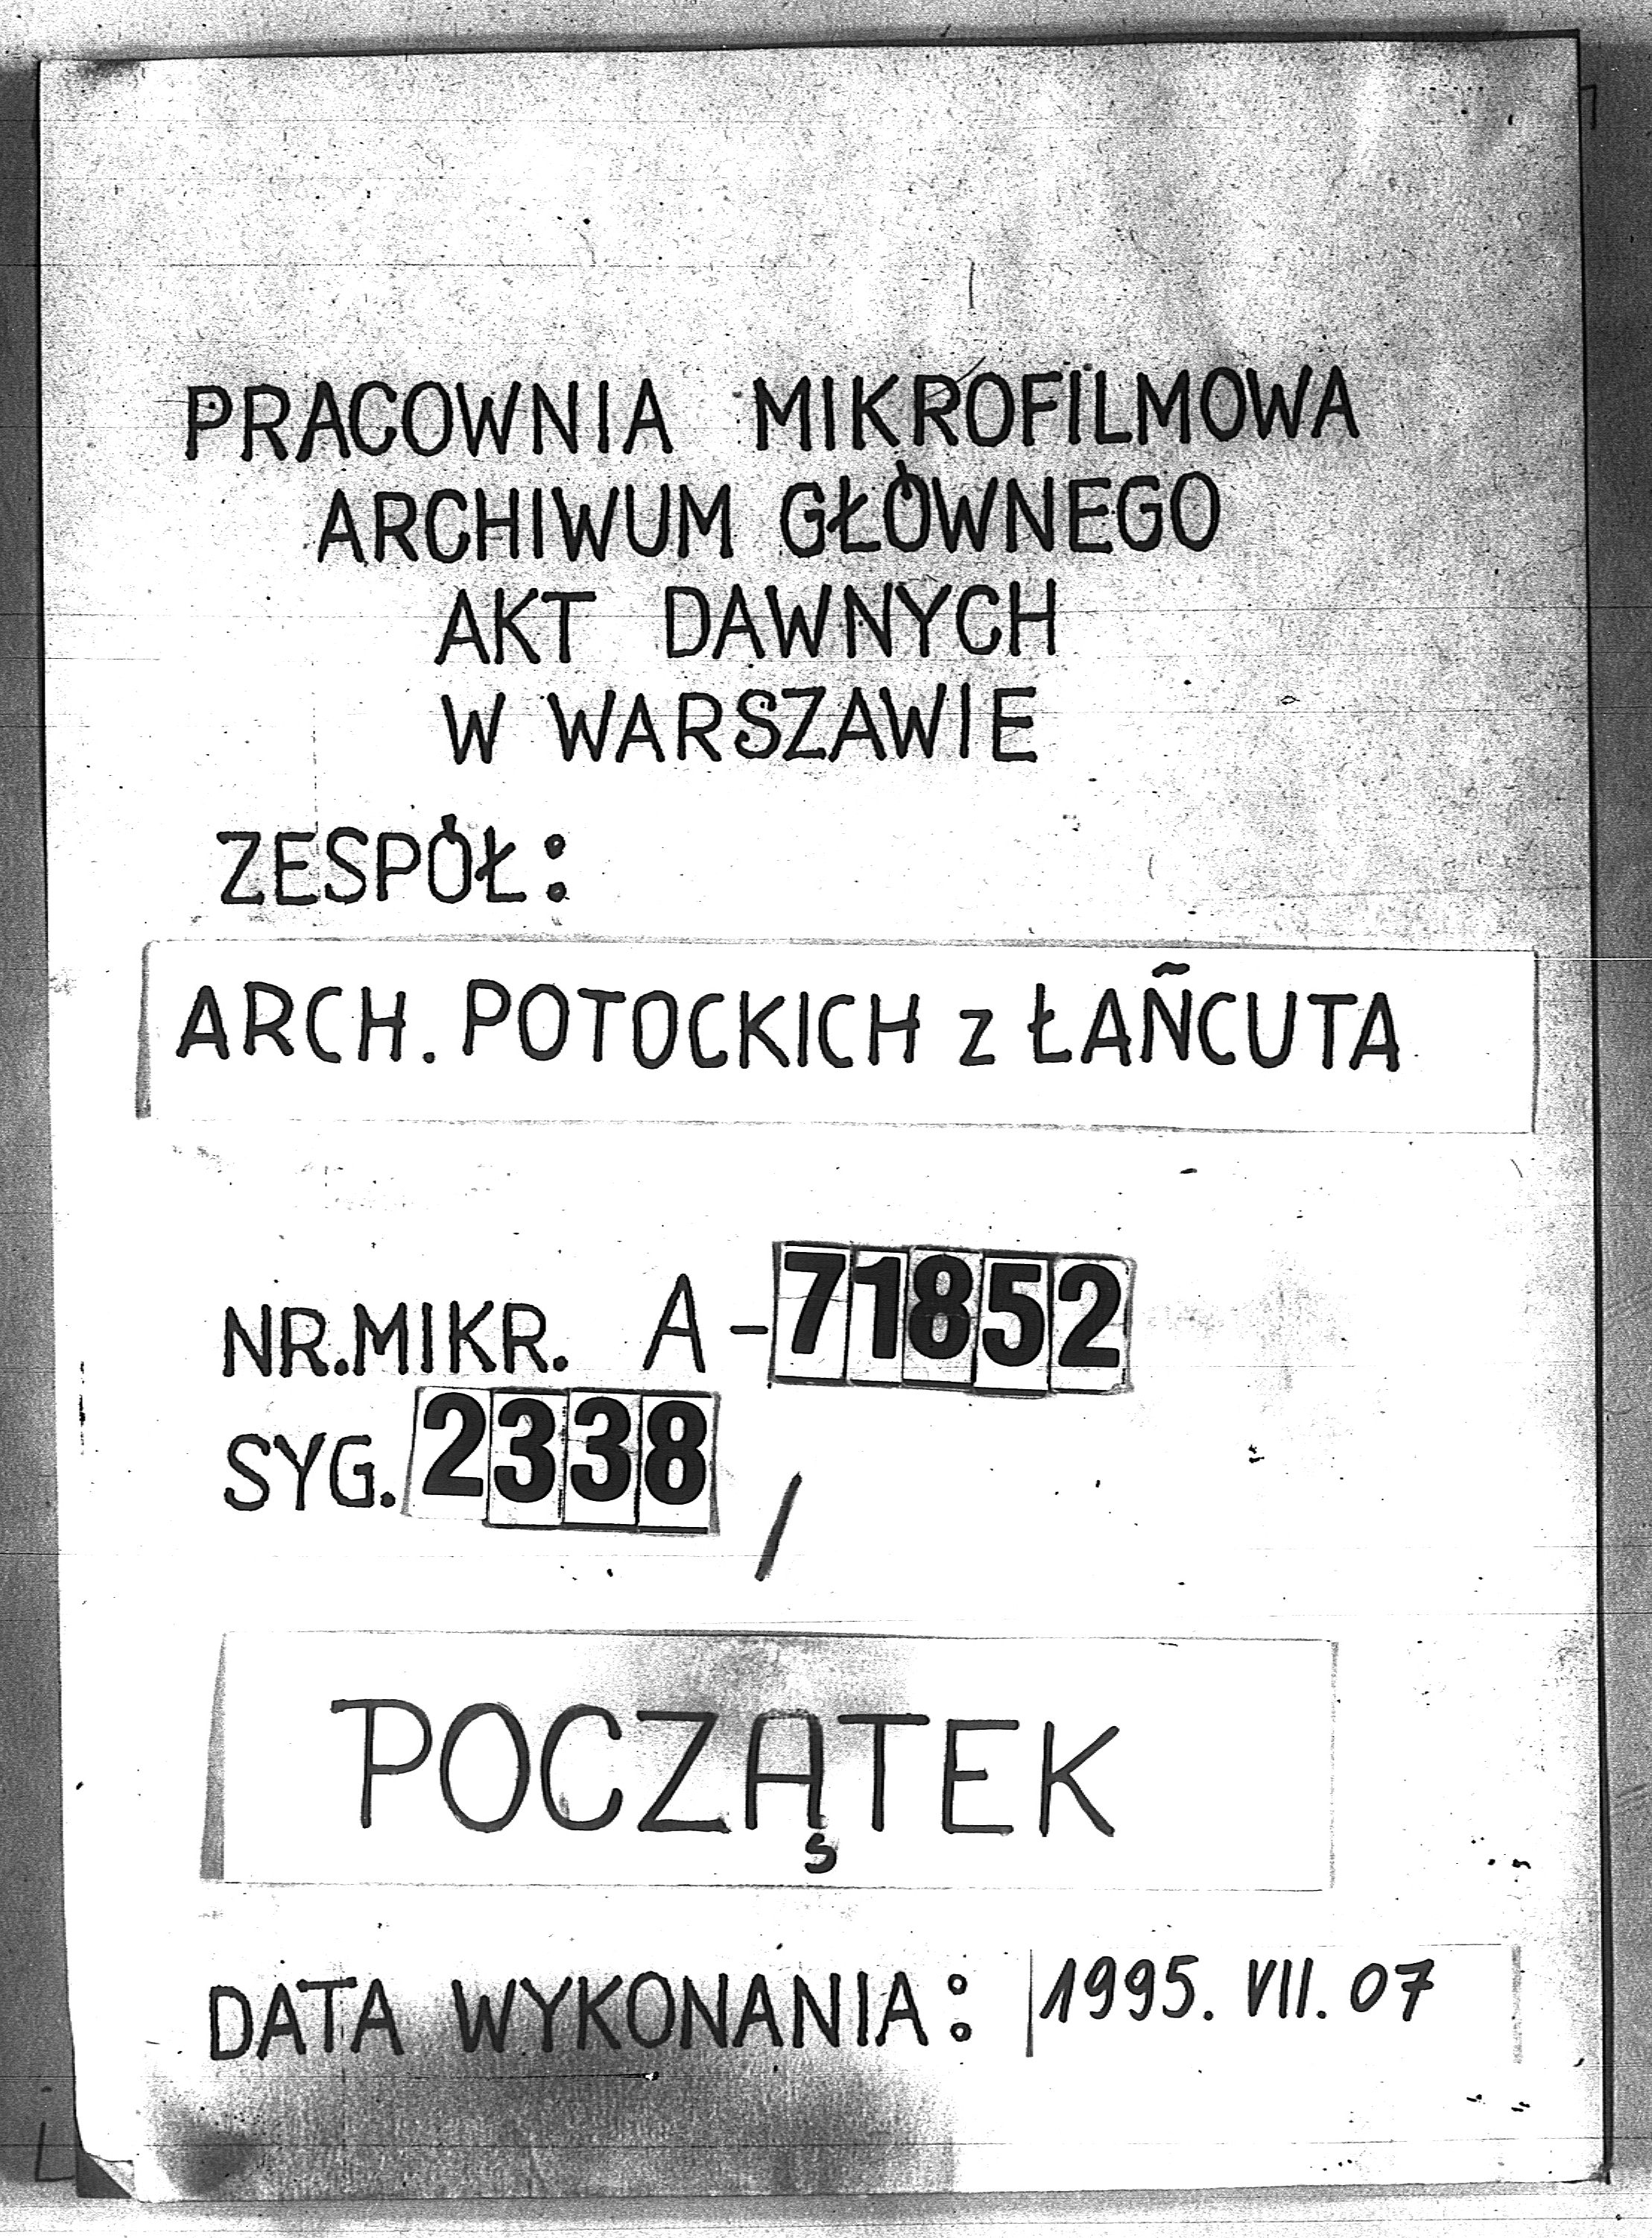 PRACOWNIA MIKROFILMOWA
ARCHIWUM GŁÓWNEGO
AKT DAWNYCH
W WARSZAWIE
ZESPÓŁ:
ARCH. POTOCKICH z ŁAŃCUTA
NR.MIKR. A-71852
SYG. 2338 /
POCZĄTEK
DATA WYKONANIA: 1995. VII. 07